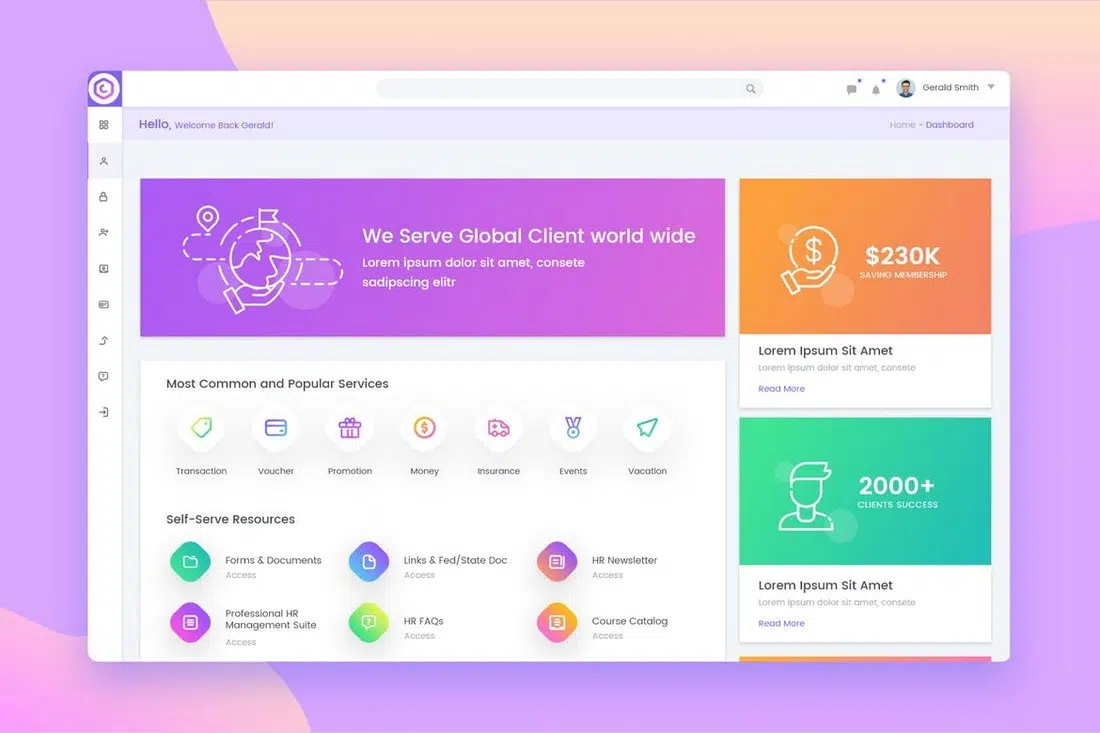 Gerald Smith
Hello, Welcome Back Gerald!
Home - Dashboard
We Serve Global Client world wide
Lorem ipsum dolor sit amet, consete
sadipscing elitr
$230K
SAVING MEMBERSHIP
Lorem Ipsum Sit Amet
Lorem ipsum dolor sit amet, consete
Read More
Most Common and Popular Services
Transaction
Voucher
Promotion
Money
Insurance
Events
Vacation
2000+
CLIENTS SUCCESS
Lorem Ipsum Sit Amet
Lorem ipsum dolor sit amet, consete
Read More
Self-Serve Resources
Forms & Documents
Access
Links & Fed/State Doc
Access
HR Newsletter
Access
Professional HR
Management Suite
Access
HR FAQs
Access
Course Catalog
Access